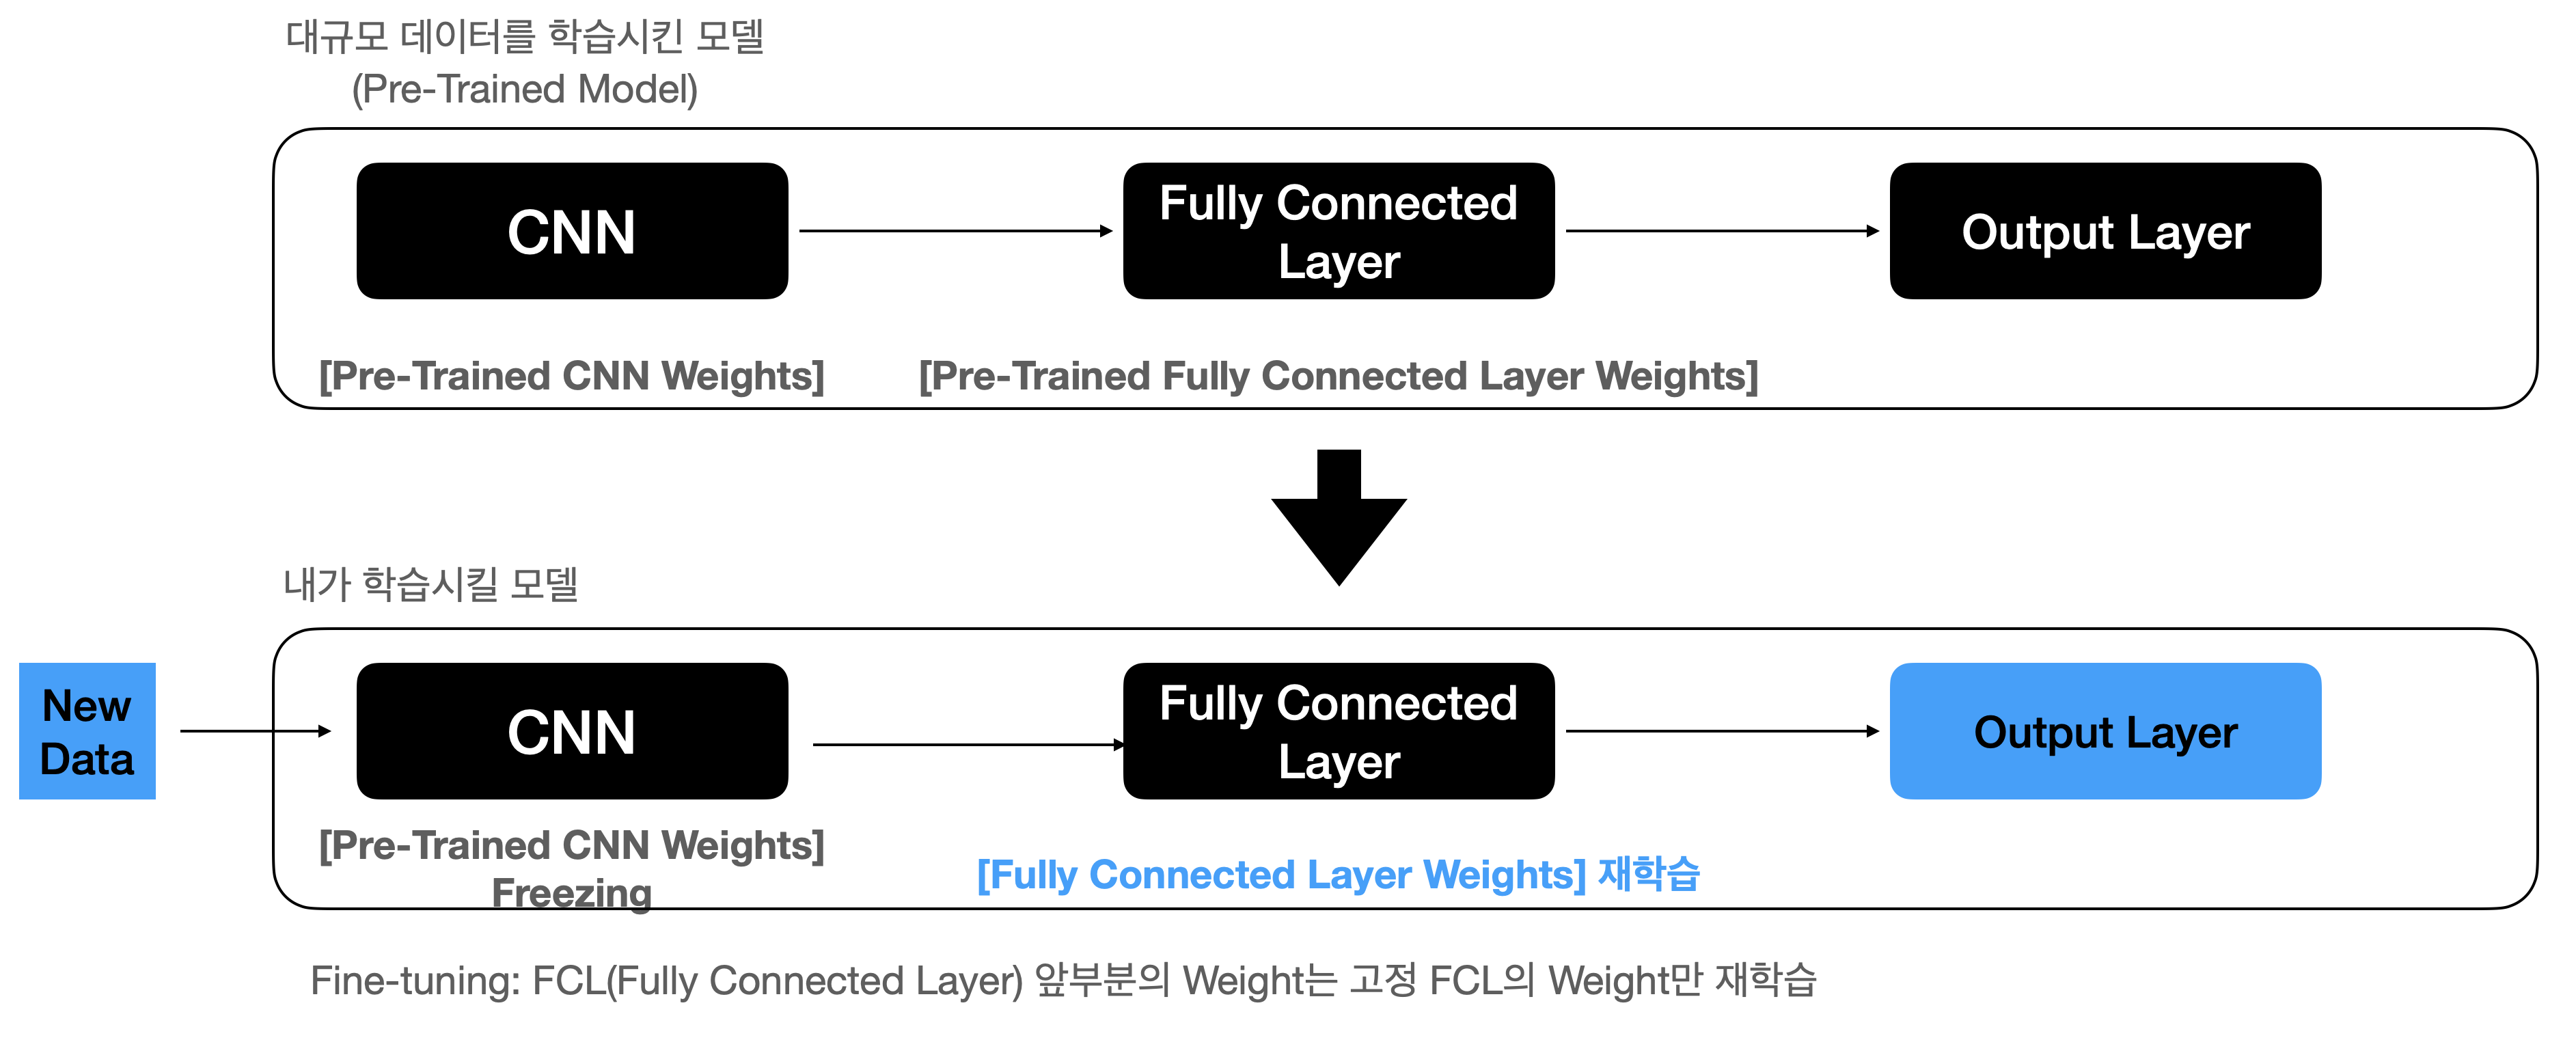 대규모 데이터를 학습시킨 모델
(Pre-Trained Model)
CNN
Fully Connected
Layer
Output Layer
[Pre-Trained CNN Weights]
[Pre-Trained Fully Connected Layer Weights]
내가 학습시킬 모델
New
Data
CNN
Fully Connected
Layer
Output Layer
[Pre-Trained CNN Weights]
Freezing
[Fully Connected Layer Weights] 재학습
Fine-tuning: FCL(Fully Connected Layer) 앞부분의 Weight는 고정 FCL의 Weight만 재학습